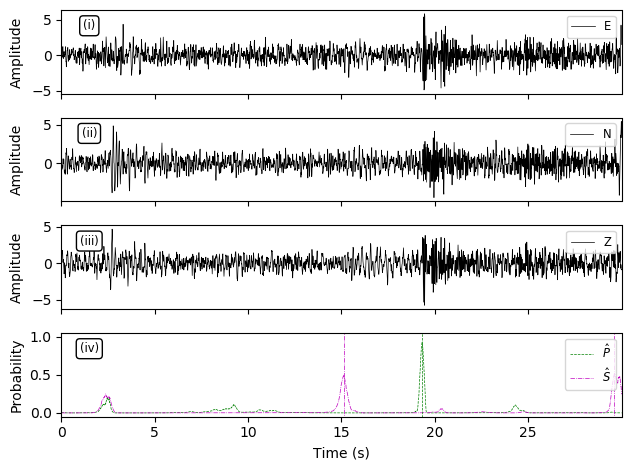 5
0
−5
Amplitude
(i)
E
5
0
Amplitude
(ii)
N
5
0
−5
Amplitude
(iii)
Z
1.0
0.5
0.0
Probability
(iv)
P̂
Ŝ
0 5 10 15 20 25
Time (s)